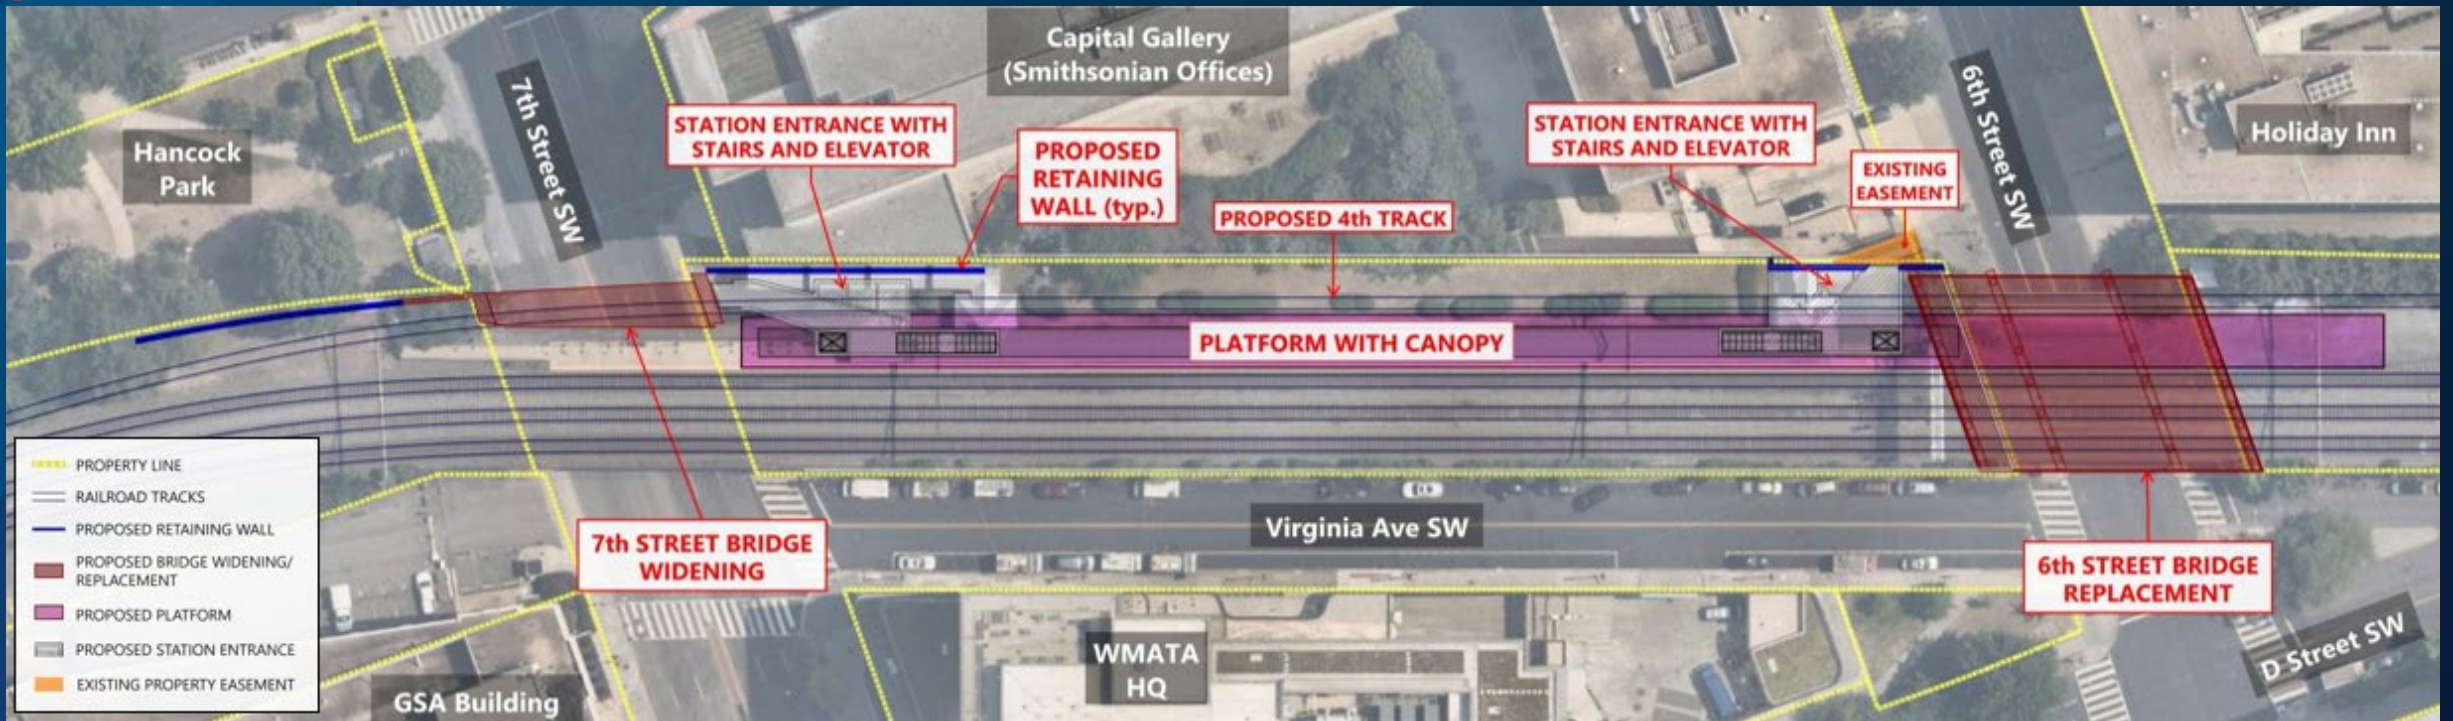 Capital Gallery
(Smithsonian Offices)
7th Street SW
6th Street SW
Hancock
Park
STATION ENTRANCE WITH
STAIRS AND ELEVATOR
PROPOSED
RETAINING
WALL (typ.)
PROPOSED 4th TRACK
STATION ENTRANCE WITH
STAIRS AND ELEVATOR
EXISTING
EASEMENT
Holiday Inn
PLATFORM WITH CANOPY
PROPERTY LINE
RAILROAD TRACKS
PROPOSED RETAINING WALL
PROPOSED BRIDGE WIDENING/
REPLACEMENT
PROPOSED PLATFORM
PROPOSED STATION ENTRANCE
EXISTING PROPERTY EASEMENT
7th STREET BRIDGE
WIDENING
Virginia Ave SW
6th STREET BRIDGE
REPLACEMENT
GSA Building
WMATA
HQ
D Street SW